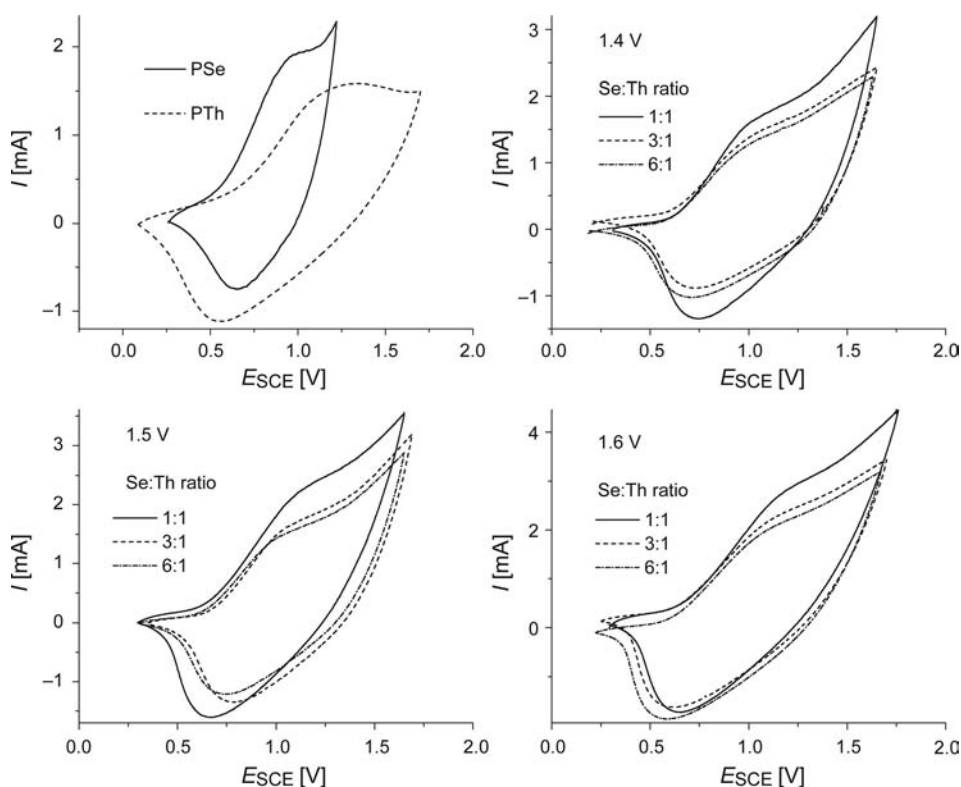 2
1
0
–1
I [mA]
PSe
PTh
0.0 0.5 1.0 1.5 2.0
ESCE [V]
3
2
1
0
–1
I [mA]
1.4 V
Se:Th ratio
1:1
3:1
6:1
0.0 0.5 1.0 1.5 2.0
ESCE [V]
3
2
1
0
–1
I [mA]
1.5 V
Se:Th ratio
1:1
3:1
6:1
0.0 0.5 1.0 1.5 2.0
ESCE [V]
4
2
0
I [mA]
1.6 V
Se:Th ratio
1:1
3:1
6:1
0.0 0.5 1.0 1.5 2.0
ESCE [V]